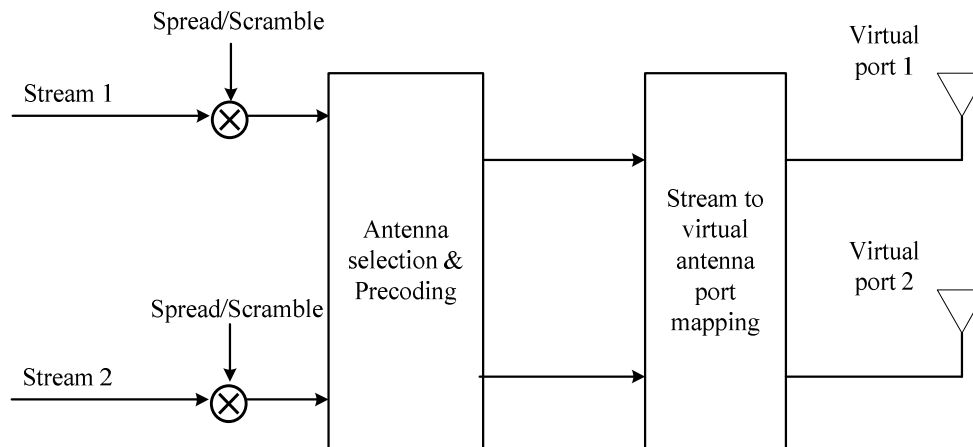 Spread/Scramble
Stream 1
Virtual
port 1
Antenna
selection &
Precoding
Stream to
virtual
antenna
port
mapping
Virtual
port 2
Spread/Scramble
Stream 2